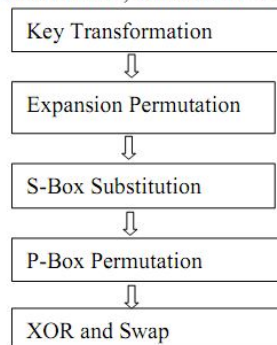 Key Transformation
Expansion Permutation
S-Box Substitution
P-Box Permutation
XOR and Swap